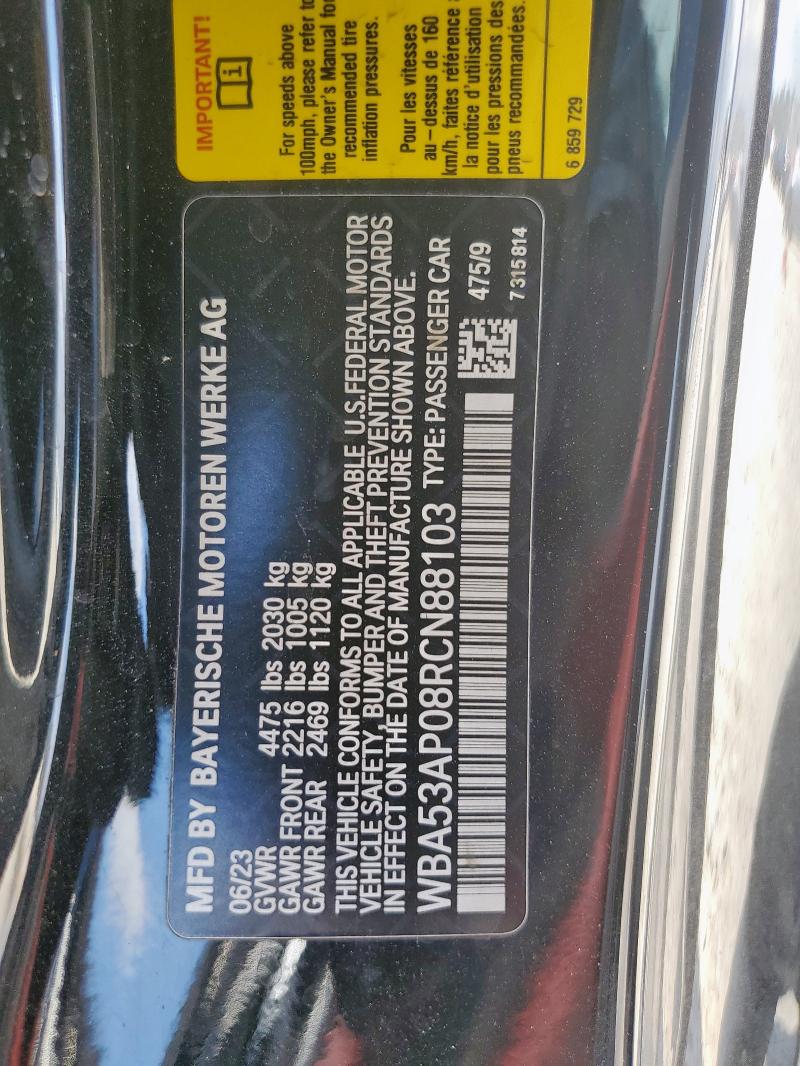 MFD BY BAYERISCHE MOTOREN WERKE AG
06/23
GVWR 4475 lbs 2030 kg
GAWR FRONT 2216 lbs 1005 kg
GAWR REAR 2469 lbs 1120 kg
THIS VEHICLE CONFORMS TO ALL APPLICABLE U.S.FEDERAL MOTOR
VEHICLE SAFETY, BUMPER AND THEFT PREVENTION STANDARDS
IN EFFECT ON THE DATE OF MANUFACTURE SHOWN ABOVE.
WBA53AP08RCN88103 TYPE: PASSENGER CAR
475/9
7 315 814
IMPORTANT!
For speeds above
100mph, please refer to
the Owner's Manual for
recommended tire
inflation pressures.
Pour les vitesses
au-dessus de 160
km/h, faites référence
la notice d'utilisation
pour les pressions des
pneus recommandées.
6 859 729